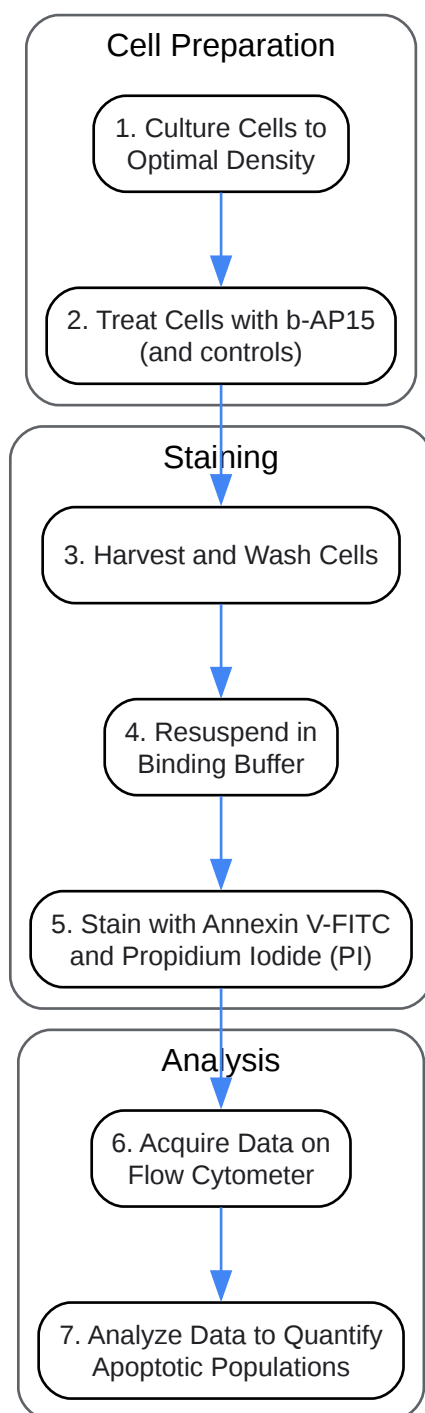 Cell Preparation
1. Culture Cells to
Optimal Density
2. Treat Cells with b-AP15
(and controls)
Staining
3. Harvest and Wash Cells
4. Resuspend in
Binding Buffer
5. Stain with Annexin V-FITC
and Propidium Iodide (PI)
Analysis
6. Acquire Data on
Flow Cytometer
7. Analyze Data to Quantify
Apoptotic Populations